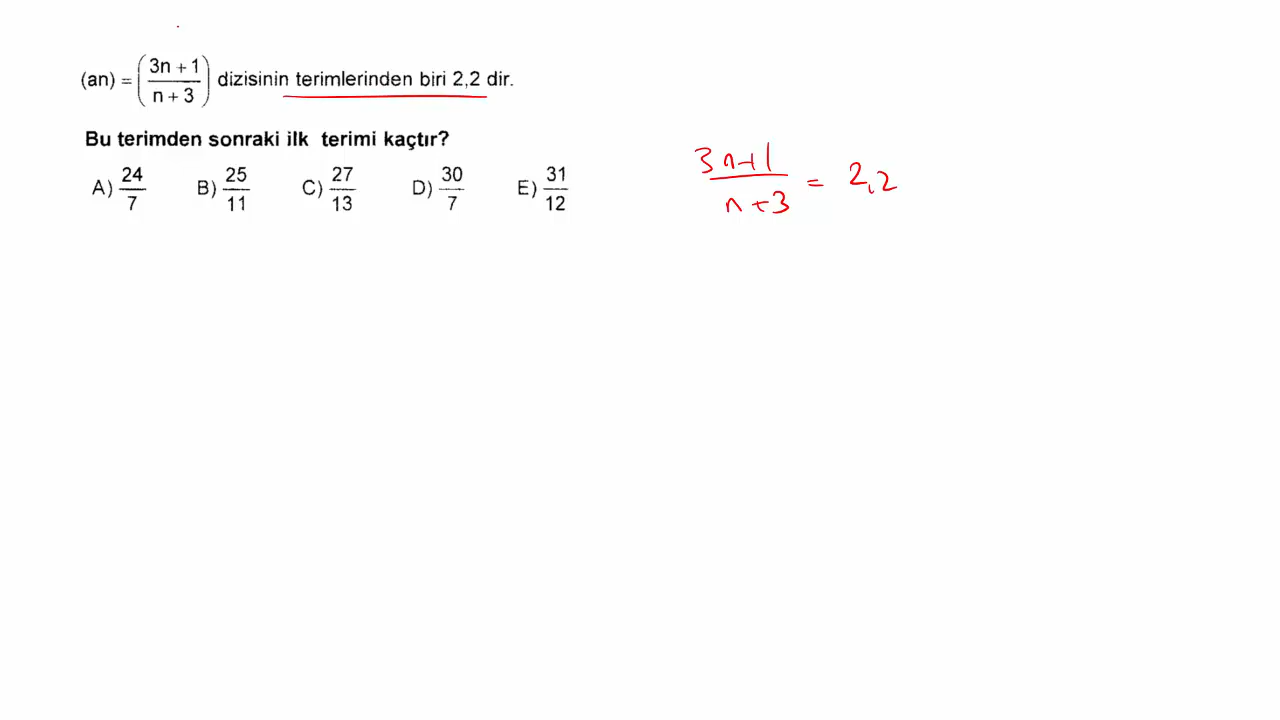 (an) = (3n + 1 / n + 3) dizisinin terimlerinden biri 2,2 dir.
Bu terimden sonraki ilk terimi kaçtır?
A) 24/7 B) 25/11 C) 27/13 D) 30/7 E) 31/12
3n+1 / n+3 = 2,2